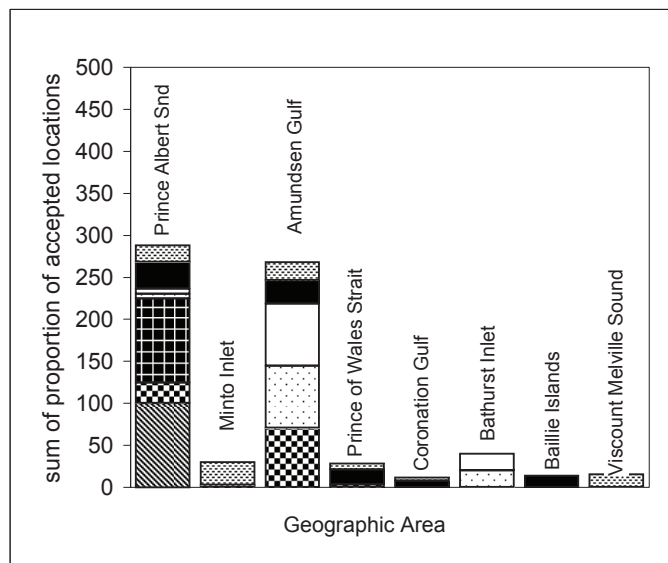 sum of proportion of accepted locations
500
450
400
350
300
250
200
150
100
50
0
Prince Albert Snd
Minto Inlet
Amundsen Gulf
Prince of Wales Strait
Coronation Gulf
Bathurst Inlet
Baillie Islands
Viscount Melville Sound
Geographic Area